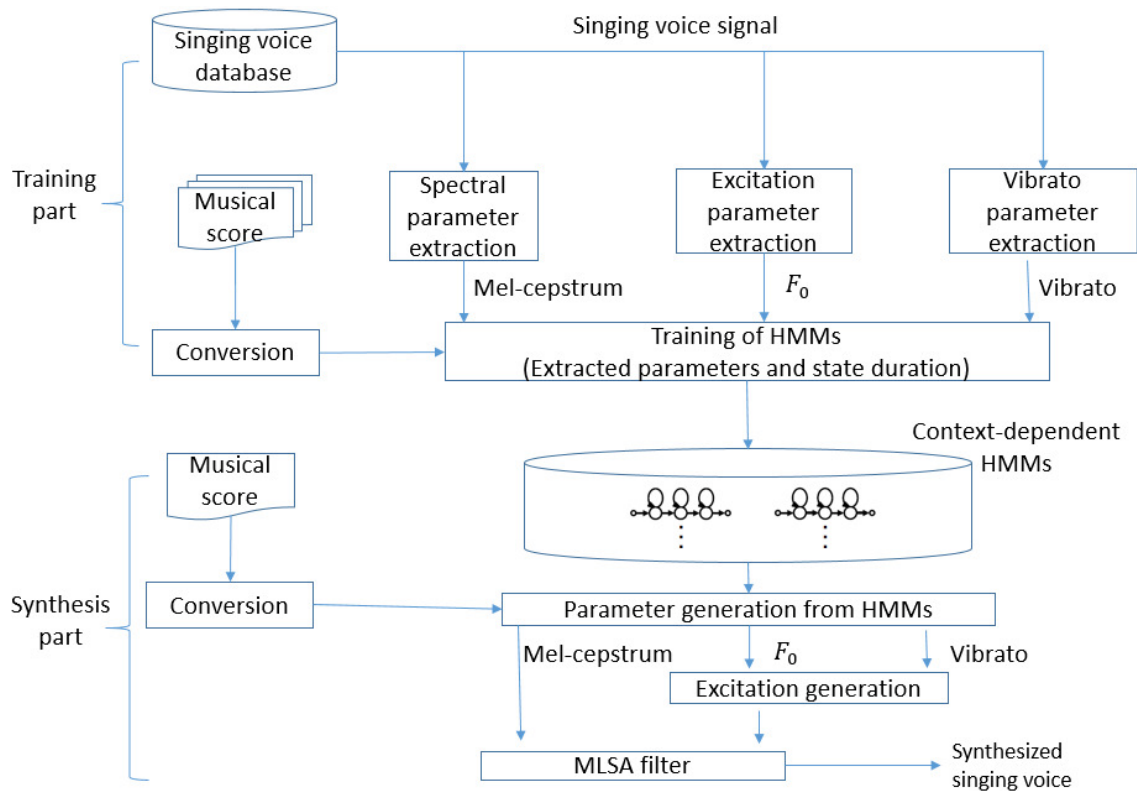 Singing voice
database
Singing voice signal
Training
part
Musical
score
Spectral
parameter
extraction
Excitation
parameter
extraction
Vibrato
parameter
extraction
Mel-cepstrum
F₀
Vibrato
Conversion
Training of HMMs
(Extracted parameters and state duration)
Context-dependent
HMMs
Musical
score
Synthesis
part
Conversion
Parameter generation from HMMs
Mel-cepstrum
F₀
Vibrato
Excitation generation
MLSA filter
Synthesized
singing voice